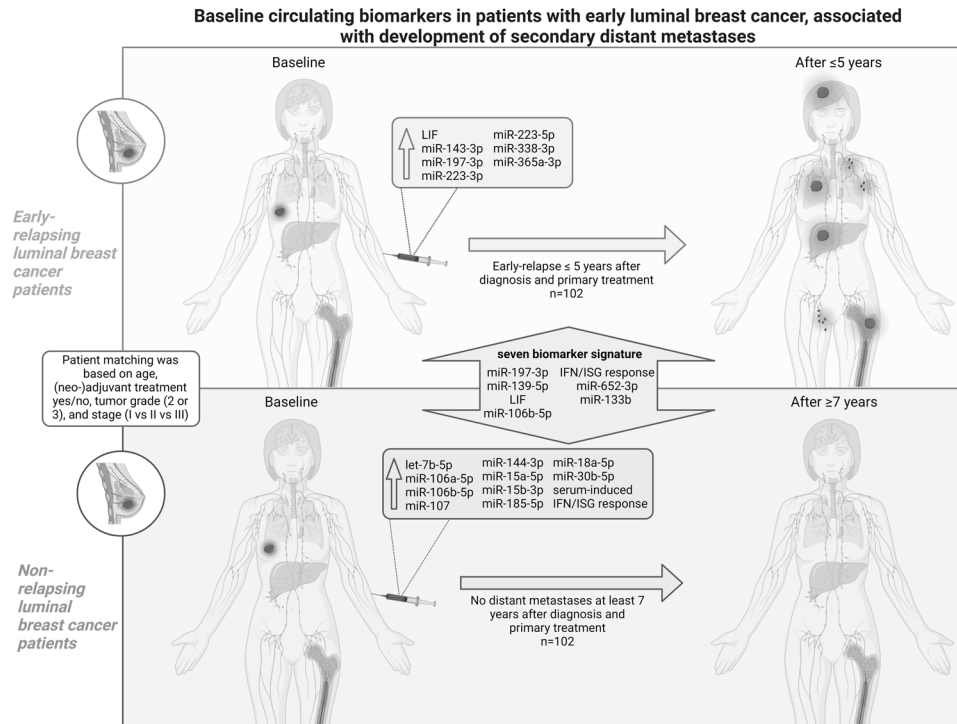 Baseline circulating biomarkers in patients with early luminal breast cancer, associated
with development of secondary distant metastases
Baseline
After ≤5 years
LIF
miR-143-3p
miR-197-3p
miR-223-3p
miR-223-5p
miR-338-3p
miR-365a-3p
Early-
relapsing
luminal breast
cancer
patients
Early-relapse ≤ 5 years after
diagnosis and primary treatment
n=102
Patient matching was
based on age,
(neo-)adjuvant treatment
yes/no, tumor grade (2 or
3), and stage (I vs II vs III)
seven biomarker signature
miR-197-3p
miR-139-5p
LIF
miR-106b-5p
IFN/ISG response
miR-652-3p
miR-133b
Baseline
After ≥7 years
let-7b-5p
miR-106a-5p
miR-106b-5p
miR-107
miR-144-3p
miR-15a-5p
miR-15b-3p
miR-185-5p
miR-18a-5p
miR-30b-5p
serum-induced
IFN/ISG response
Non-
relapsing
luminal
breast cancer
patients
No distant metastases at least 7
years after diagnosis and
primary treatment
n=102